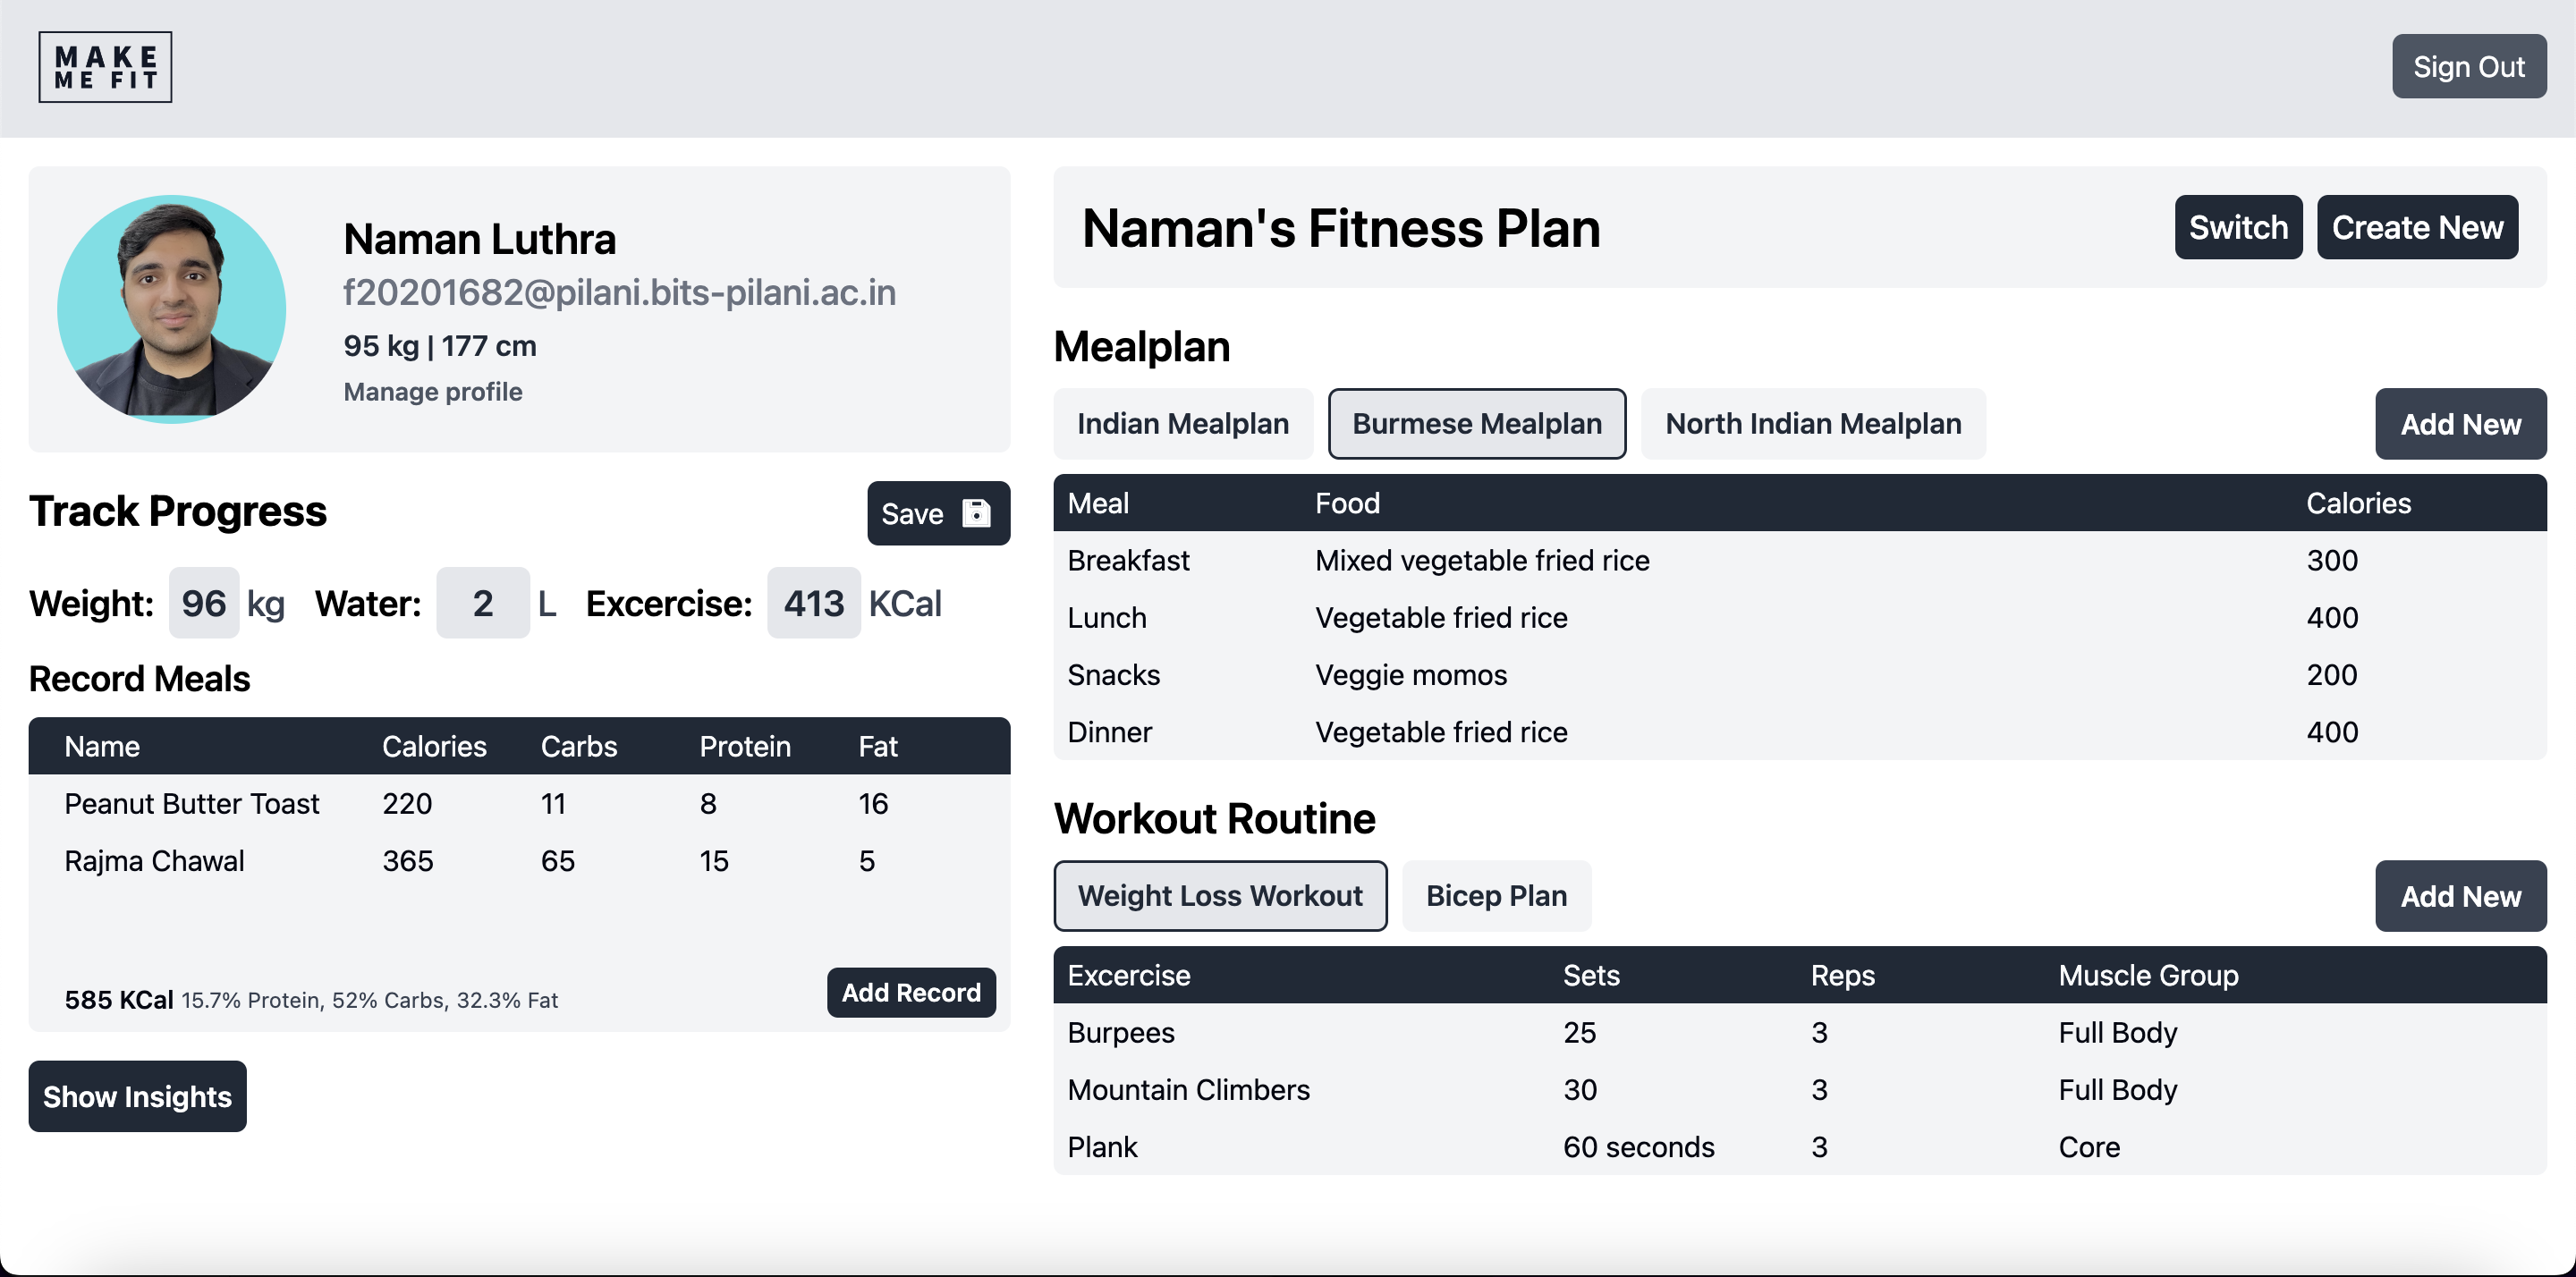 MAKE
ME FIT
Sign Out
Naman Luthra
f20201682@pilani.bits-pilani.ac.in
95 kg | 177 cm
Manage profile
Track Progress
Save
Weight: 96 kg Water: 2 L Excercise: 413 KCal
Record Meals
Name Calories Carbs Protein Fat
Peanut Butter Toast 220 11 8 16
Rajma Chawal 365 65 15 5
585 KCal 15.7% Protein, 52% Carbs, 32.3% Fat
Add Record
Show Insights
Naman's Fitness Plan
Switch
Create New
Mealplan
Indian Mealplan Burmese Mealplan North Indian Mealplan
Add New
Meal Food Calories
Breakfast Mixed vegetable fried rice 300
Lunch Vegetable fried rice 400
Snacks Veggie momos 200
Dinner Vegetable fried rice 400
Workout Routine
Weight Loss Workout Bicep Plan
Add New
Excercise Sets Reps Muscle Group
Burpees 25 3 Full Body
Mountain Climbers 30 3 Full Body
Plank 60 seconds 3 Core